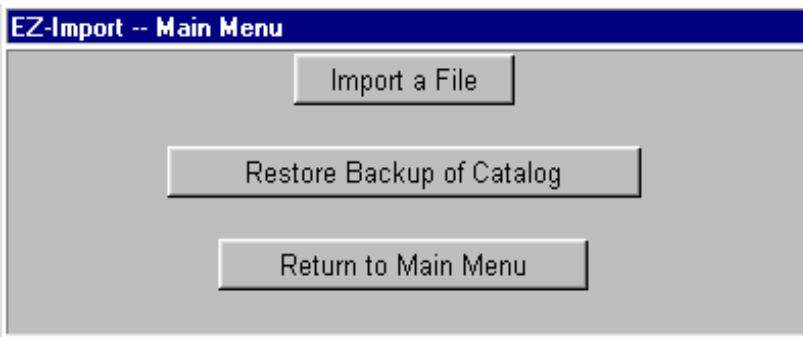 EZ-Import -- Main Menu
Import a File
Restore Backup of Catalog
Return to Main Menu